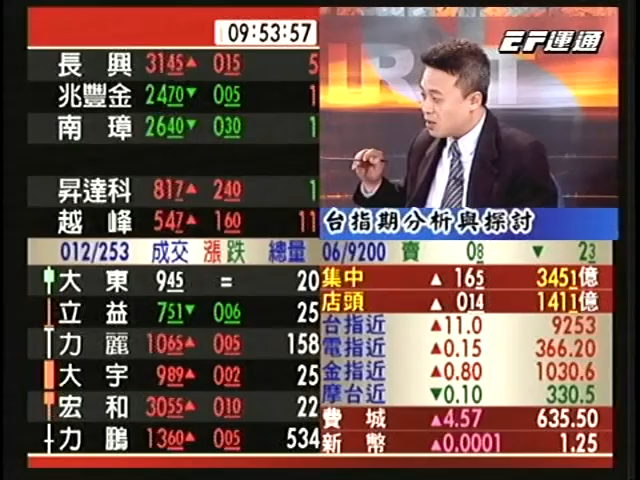 09:53:57
EF運通
長興 3145▲ 015 5
兆豐金 2470▼ 005 1
南璋 2640▼ 030 1
昇達科 817▲ 240 1
越峰 547▲ 160 11
台指期分析與探討
012/253 成交 漲跌 總量
06/9200 賣 08 ▼ 23
大東 945 = 20
立益 751▼ 006 25
力麗 1065▲ 005 158
大宇 989▲ 002 25
宏和 3055▲ 010 22
力鵬 1360▲ 005 534
集中 ▲ 165 3451億
店頭 ▲ 014 1411億
台指近 ▲11.0 9253
電指近 ▲0.15 366.20
金指近 ▲0.80 1030.6
摩台近 ▼0.10 330.5
費城 ▲4.57 635.50
新幣 ▲0.0001 1.25